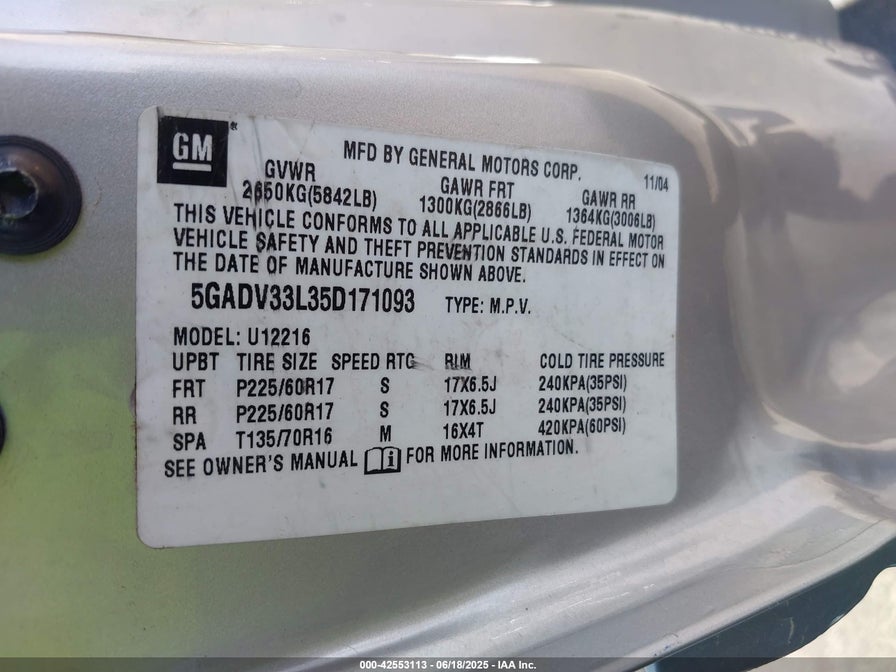 GM
MFD BY GENERAL MOTORS CORP. 11/04
GVWR GAWR FRT GAWR RR
2650KG(5842LB) 1300KG(2866LB) 1364KG(3006LB)
THIS VEHICLE CONFORMS TO ALL APPLICABLE U.S. FEDERAL MOTOR
VEHICLE SAFETY AND THEFT PREVENTION STANDARDS IN EFFECT ON
THE DATE OF MANUFACTURE SHOWN ABOVE.
5GADV33L35D171093 TYPE: M.P.V.
MODEL: U12216
UPBT TIRE SIZE SPEED RTG RIM COLD TIRE PRESSURE
FRT P225/60R17 S 17X6.5J 240KPA(35PSI)
RR P225/60R17 S 17X6.5J 240KPA(35PSI)
SPA T135/70R16 M 16X4T 420KPA(60PSI)
SEE OWNER'S MANUAL i FOR MORE INFORMATION.
000-42553113 - 06/18/2025 - IAA Inc.